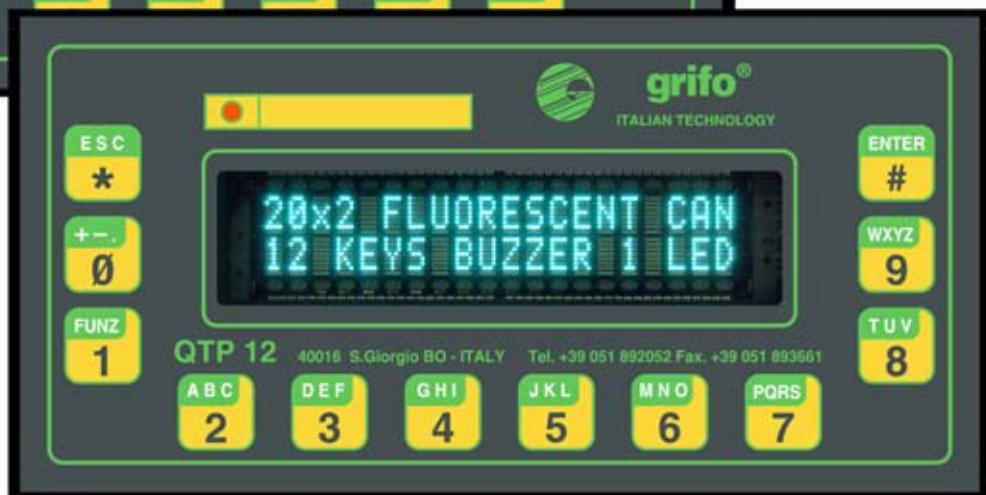 grifo®
ITALIAN TECHNOLOGY
ESC
*
ENTER
#
20x2 FLUORESCENT CAN
12 KEYS BUZZER 1 LED
+-.
0
WXYZ
9
FUNZ
1
TUV
8
QTP 12 40016 S.Giorgio BO - ITALY Tel. +39 051 892052 Fax. +39 051 893661
ABC
2
DEF
3
GHI
4
JKL
5
MNO
6
PQRS
7